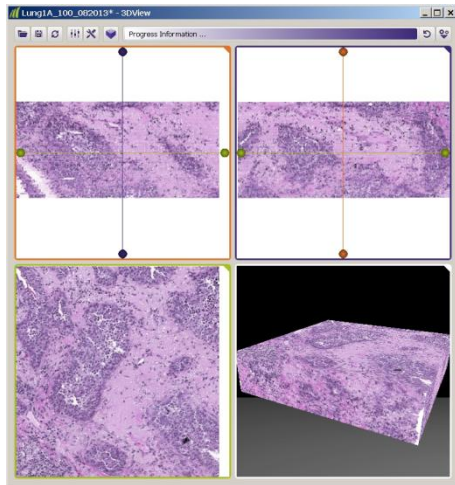 Lung1A_100_082013* - 3DView
Progress Information ...